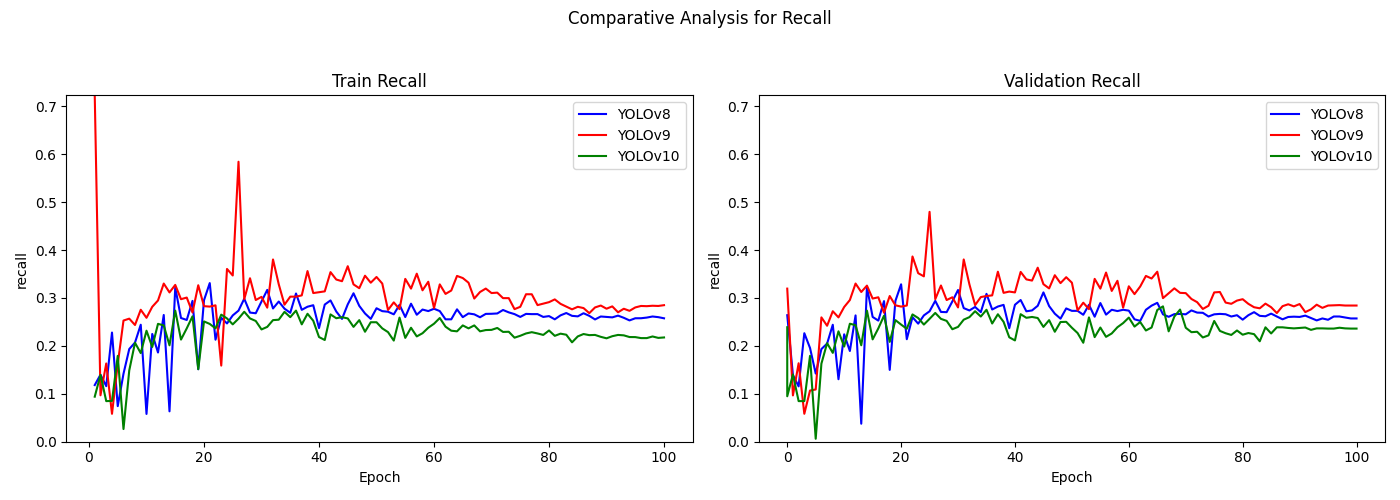 Comparative Analysis for Recall
Train Recall
0.7
0.6
0.5
0.4
0.3
0.2
0.1
0.0
recall
0 20 40 60 80 100
Epoch
YOLOv8
YOLOv9
YOLOv10
Validation Recall
0.7
0.6
0.5
0.4
0.3
0.2
0.1
0.0
recall
0 20 40 60 80 100
Epoch
YOLOv8
YOLOv9
YOLOv10